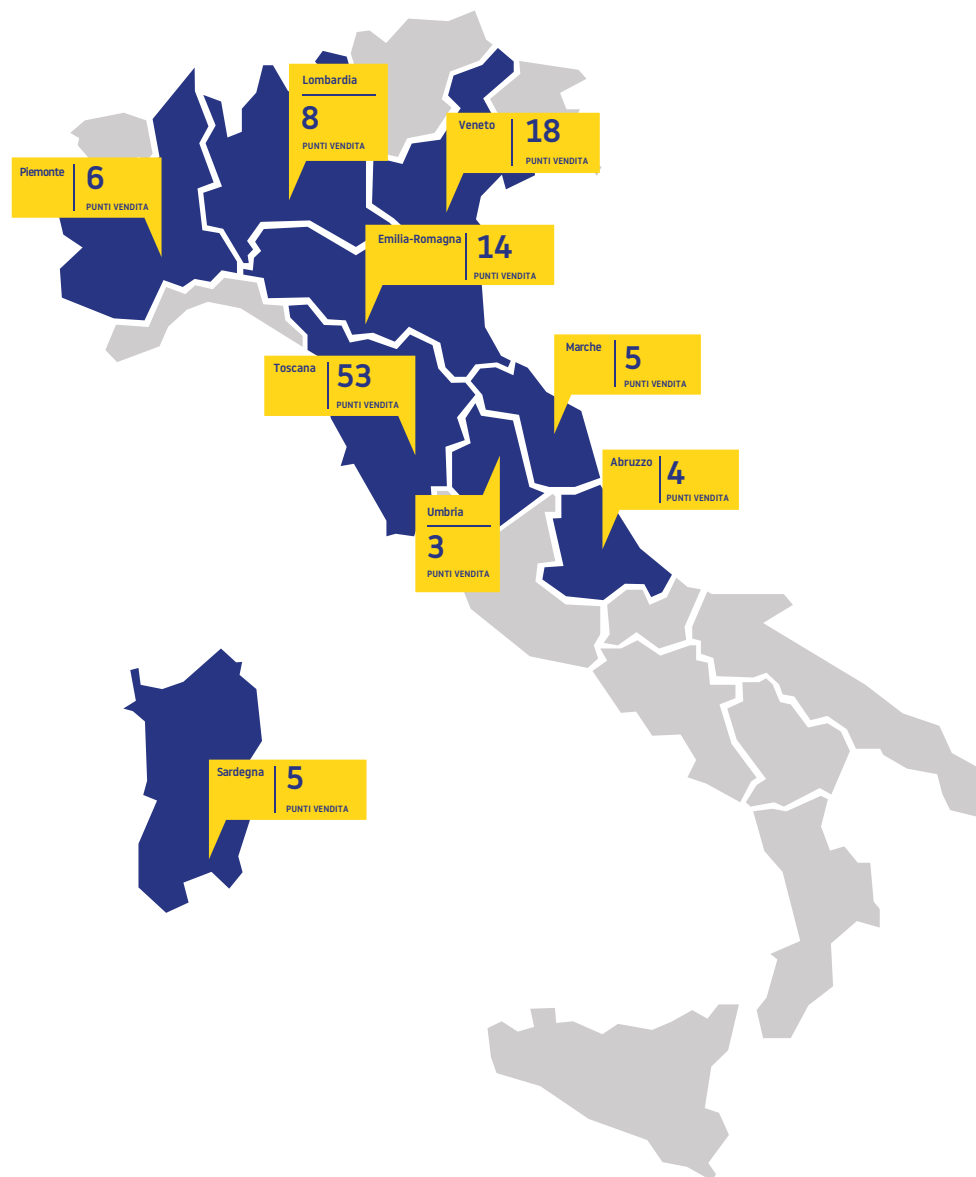 Lombardia
8
PUNTI VENDITA
Veneto
18
PUNTI VENDITA
Piemonte
6
PUNTI VENDITA
Emilia-Romagna
14
PUNTI VENDITA
Marche
5
PUNTI VENDITA
Toscana
53
PUNTI VENDITA
Abruzzo
4
PUNTI VENDITA
Umbria
3
PUNTI VENDITA
Sardegna
5
PUNTI VENDITA